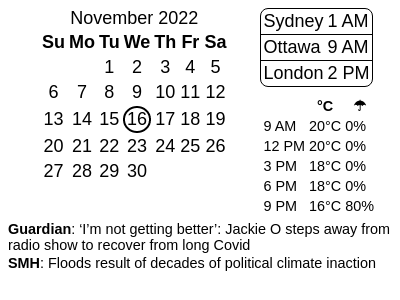 November 2022
Su Mo Tu We Th Fr Sa
1 2 3 4 5
6 7 8 9 10 11 12
13 14 15 16 17 18 19
20 21 22 23 24 25 26
27 28 29 30
Sydney 1 AM
Ottawa 9 AM
London 2 PM
°C ☂
9 AM 20°C 0%
12 PM 20°C 0%
3 PM 18°C 0%
6 PM 18°C 0%
9 PM 16°C 80%
Guardian: ‘I’m not getting better’: Jackie O steps away from
radio show to recover from long Covid
SMH: Floods result of decades of political climate inaction